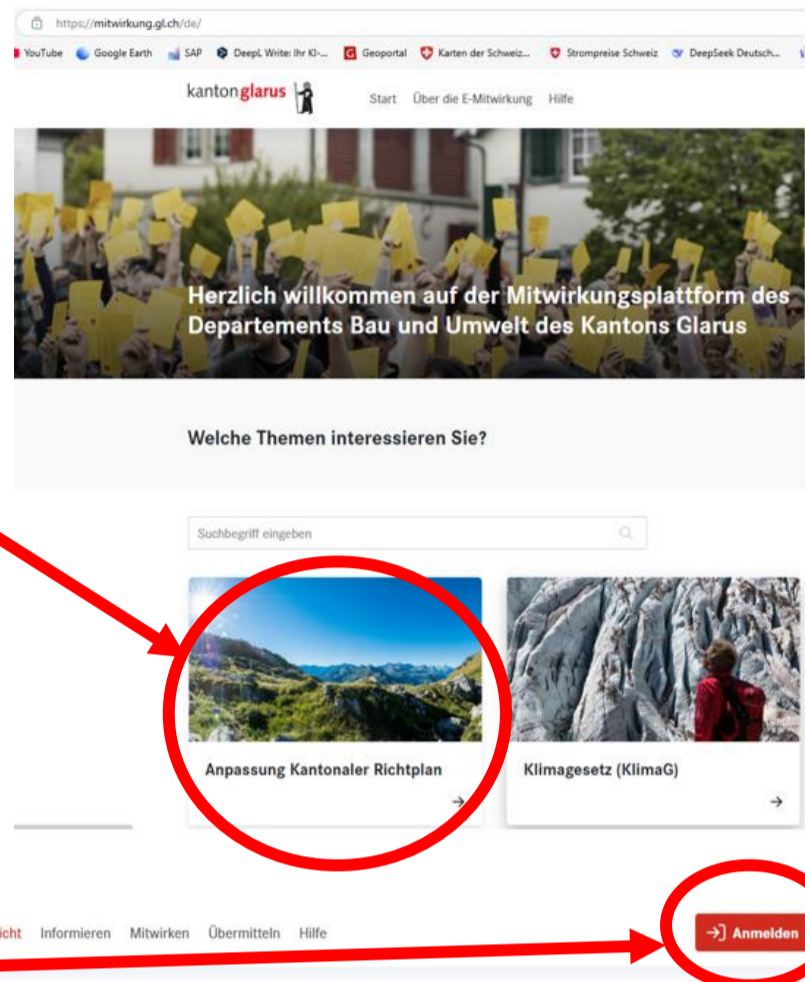 https://mitwirkung.gl.ch/de/
YouTube Google Earth SAP DeepL Write: Ihr KI-... Geoportal Karten der Schweiz... Strompreise Schweiz DeepSeek Deutsch...
kantonglarus Start Über die E-Mitwirkung Hilfe
Herzlich willkommen auf der Mitwirkungsplattform des
Departements Bau und Umwelt des Kantons Glarus
Welche Themen interessieren Sie?
Suchbegriff eingeben
Anpassung Kantonaler Richtplan Klimagesetz (KlimaG)
icht Informieren Mitwirken Übermitteln Hilfe Anmelden